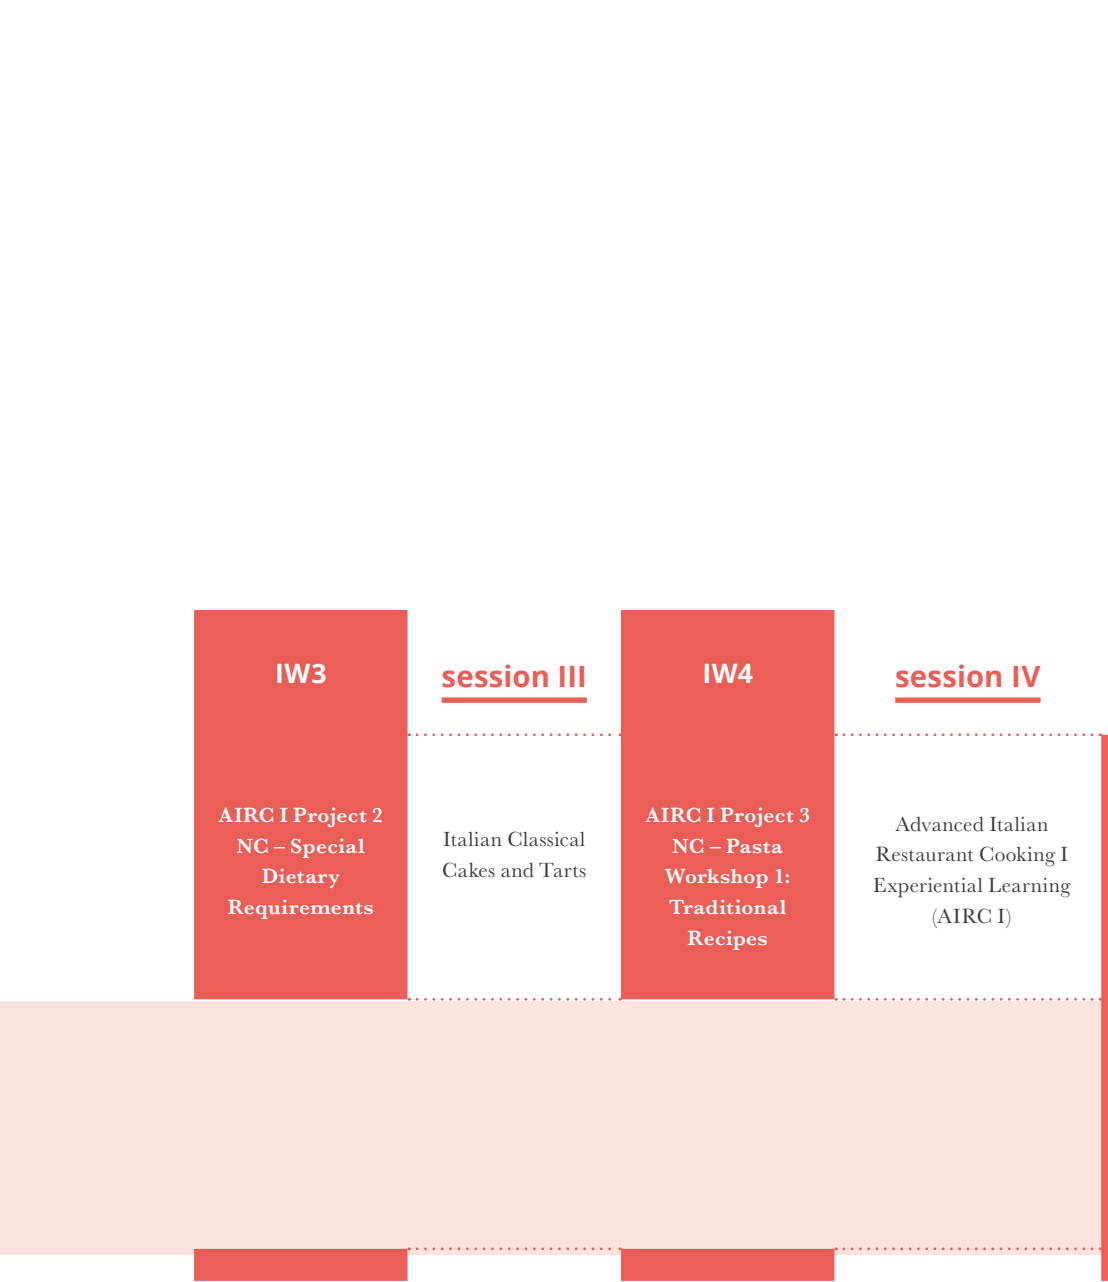 IW3
session III
IW4
session IV
AIRC I Project 2
NC – Special
Dietary
Requirements
Italian Classical
Cakes and Tarts
AIRC I Project 3
NC – Pasta
Workshop 1:
Traditional
Recipes
Advanced Italian
Restaurant Cooking I
Experiential Learning
(AIRC I)